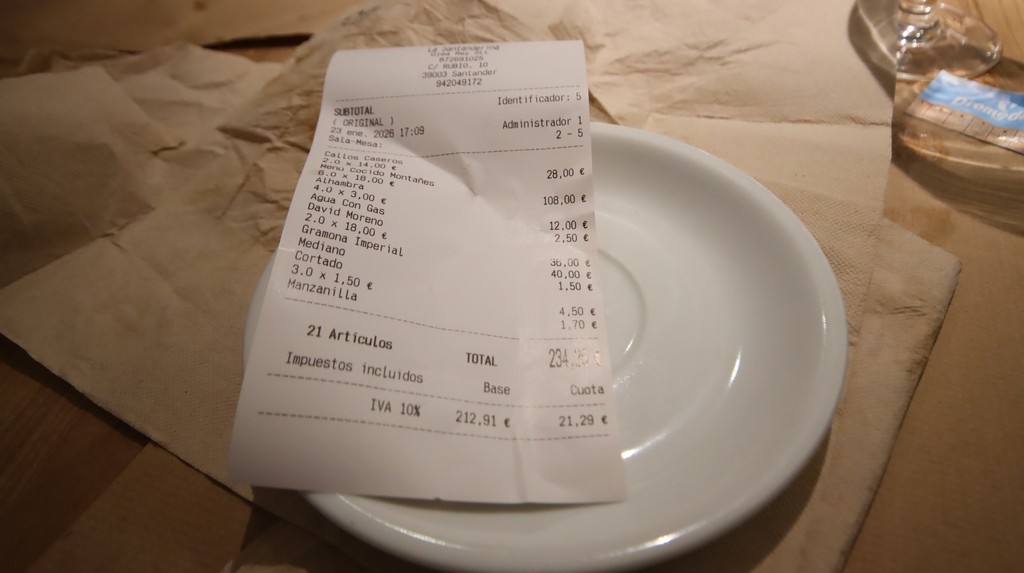 La Santanderina
C/ RUBIO, 10
39003 Santander
942049172
Identificador: 5
SUBTOTAL
( ORIGINAL )
Administrador 1
23 ene. 2026 17:09
2 - 5
Sala-Mesa:
Callos Caseros
2.0 x 14,00 € 28,00 €
Menú Cocido Montañes
6.0 x 18,00 € 108,00 €
Alhambra
4.0 x 3,00 € 12,00 €
Agua Con Gas 2,50 €
David Moreno
2.0 x 18,00 € 36,00 €
Gramona Imperial 40,00 €
Mediano 1,50 €
Cortado
3.0 x 1,50 € 4,50 €
Manzanilla 1,70 €
21 Artículos TOTAL 234,20 €
Impuestos incluidos Base Cuota
IVA 10% 212,91 € 21,29 €